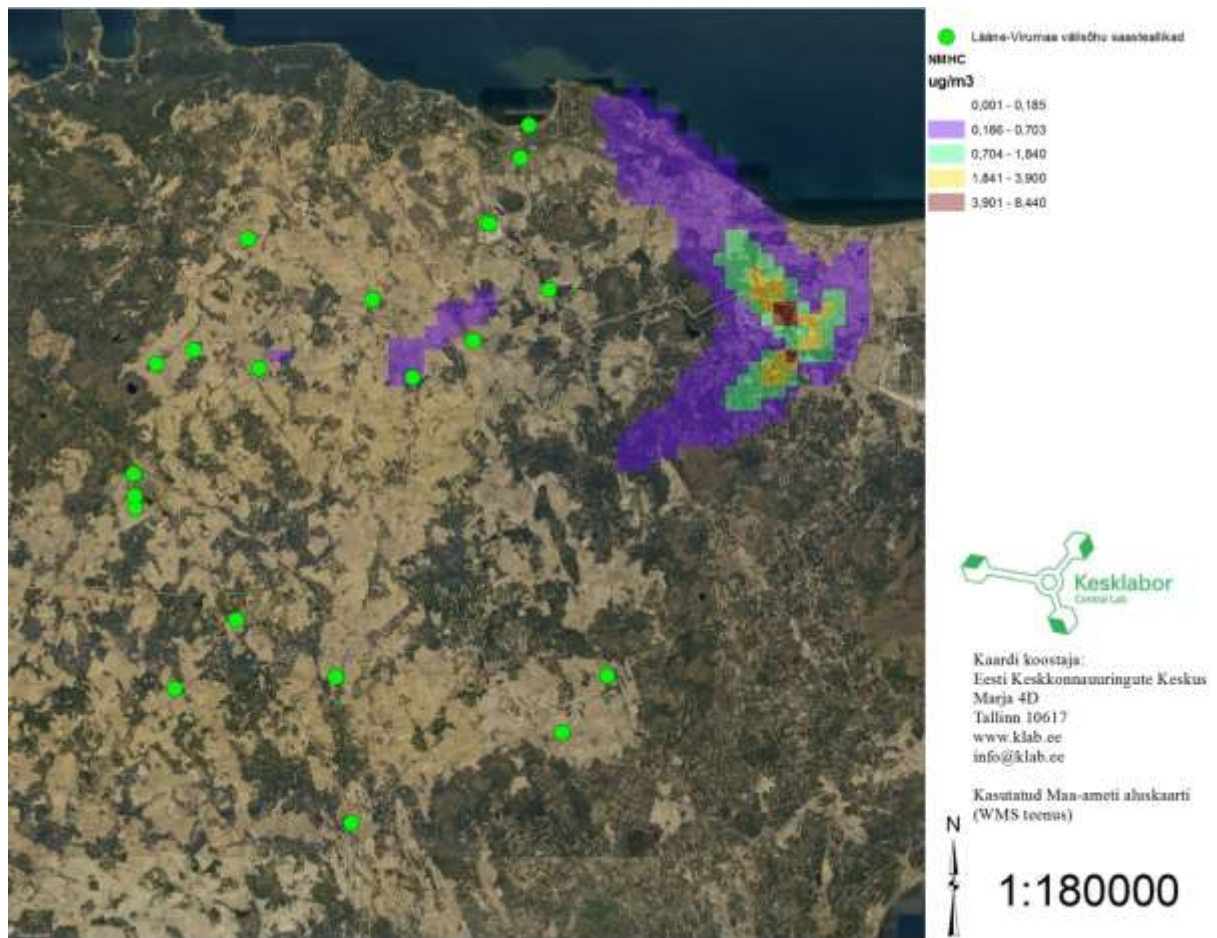 Lääne-Virumaa välisõhu saasteallikad
NMHC
ug/m3
0,001 - 0,185
0,186 - 0,703
0,704 - 1,840
1,841 - 3,900
3,901 - 8,440
Kesklabor
Central Lab
Kaardi koostaja:
Eesti Keskkonnauuringute Keskus
Marja 4D
Tallinn 10617
www.klab.ee
info@klab.ee
Kasutatud Maa-ameti aluskaarti
(WMS teenus)
N
1:180000